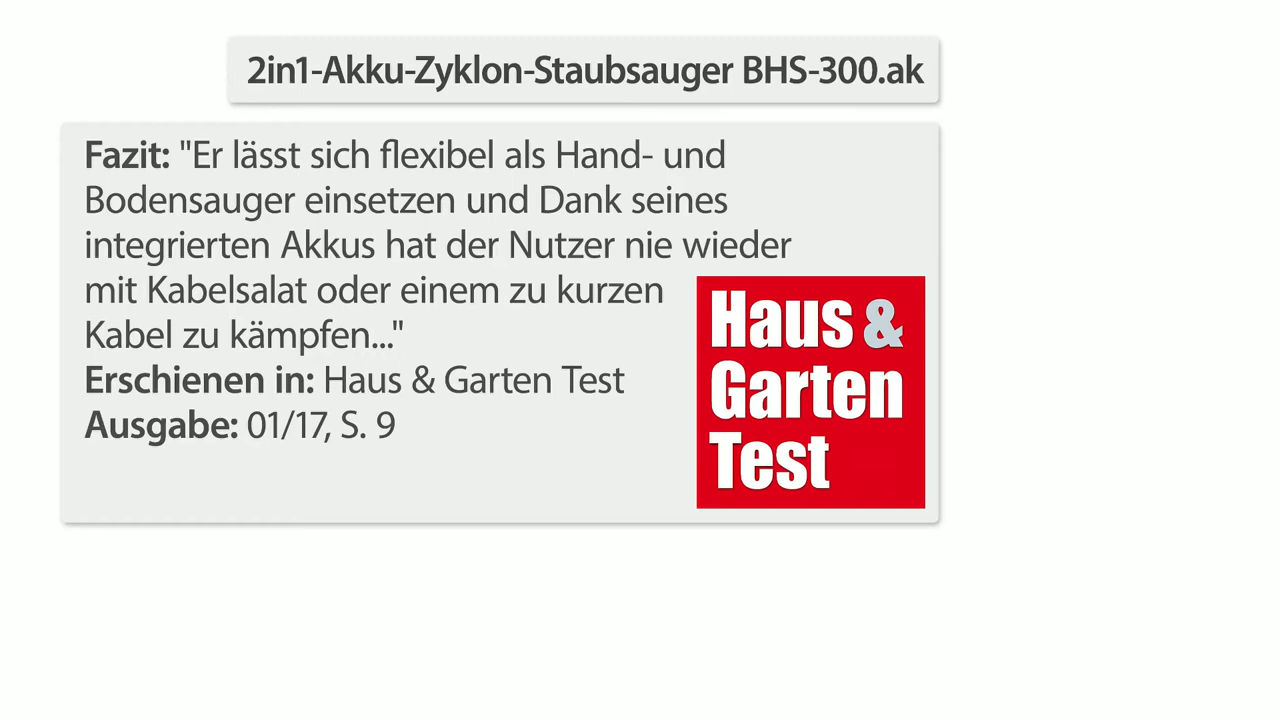 2in1-Akku-Zyklon-Staubsauger BHS-300.ak
Fazit: "Er lässt sich flexibel als Hand- und
Bodensauger einsetzen und Dank seines
integrierten Akkus hat der Nutzer nie wieder
mit Kabelsalat oder einem zu kurzen
Kabel zu kämpfen..."
Erschienen in: Haus & Garten Test
Ausgabe: 01/17, S. 9
Haus &
Garten
Test